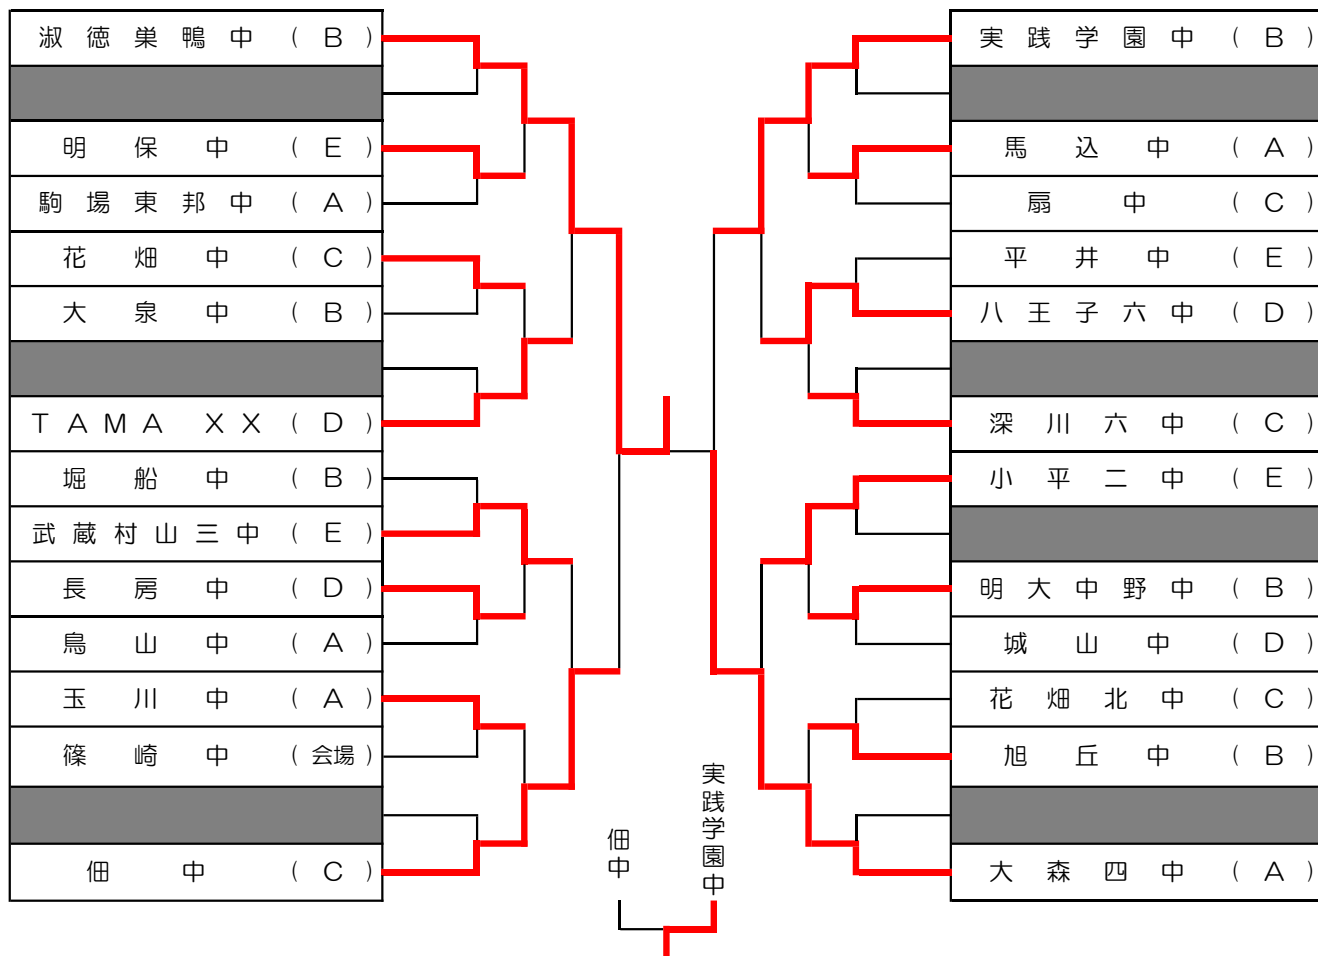 淑徳巣鴨中 ( B )
明保中 ( E )
駒場東邦中 ( A )
花畑中 ( C )
大泉中 ( B )
TAMA XX ( D )
堀船中 ( B )
武蔵村山三中 ( E )
長房中 ( D )
烏山中 ( A )
玉川中 ( A )
篠崎中 ( 会場 )
佃中 ( C )
佃中
実践学園中
実践学園中 ( B )
馬込中 ( A )
扇中 ( C )
平井中 ( E )
八王子六中 ( D )
深川六中 ( C )
小平二中 ( E )
明大中野中 ( B )
城山中 ( D )
花畑北中 ( C )
旭丘中 ( B )
大森四中 ( A )